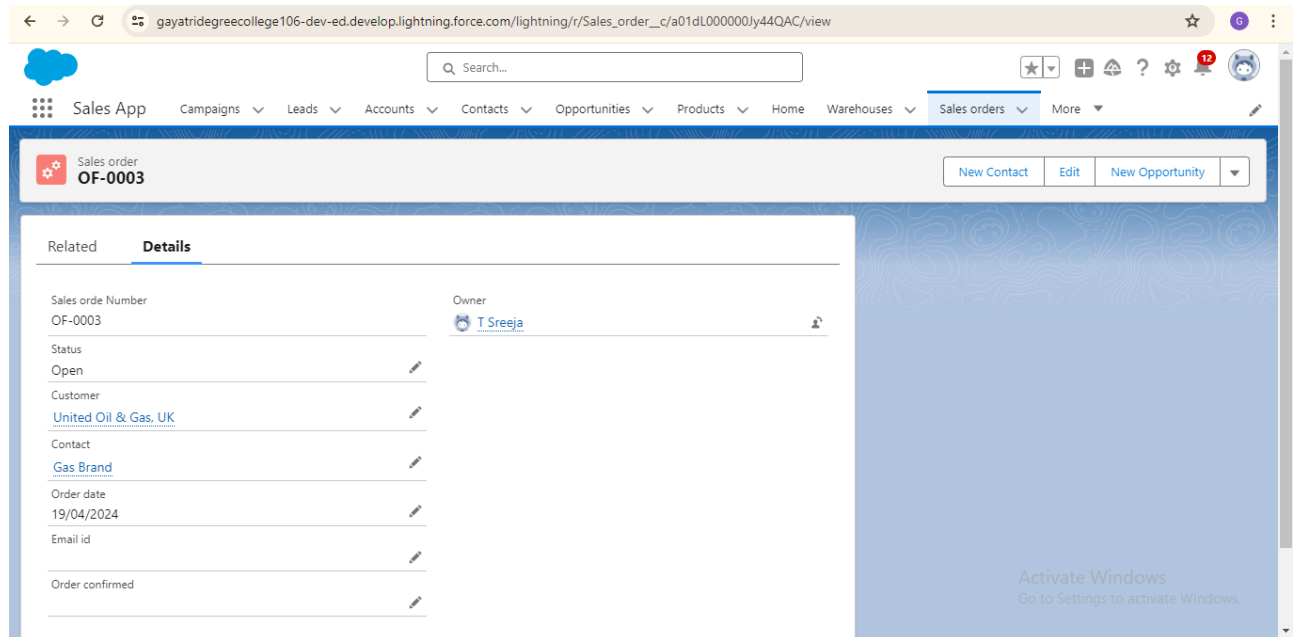 gayatridegreecollege106-dev-ed.develop.lightning.force.com/lightning/r/Sales_order__c/a01dL000000Jy44QAC/view
G
Search...
12
Sales App Campaigns Leads Accounts Contacts Opportunities Products Home Warehouses Sales orders More
Sales order
OF-0003
New Contact Edit New Opportunity
Related Details
Sales orde Number
OF-0003
Owner
T Sreeja
Status
Open
Customer
United Oil & Gas, UK
Contact
Gas Brand
Order date
19/04/2024
Email id
Order confirmed
Activate Windows
Go to Settings to activate Windows.